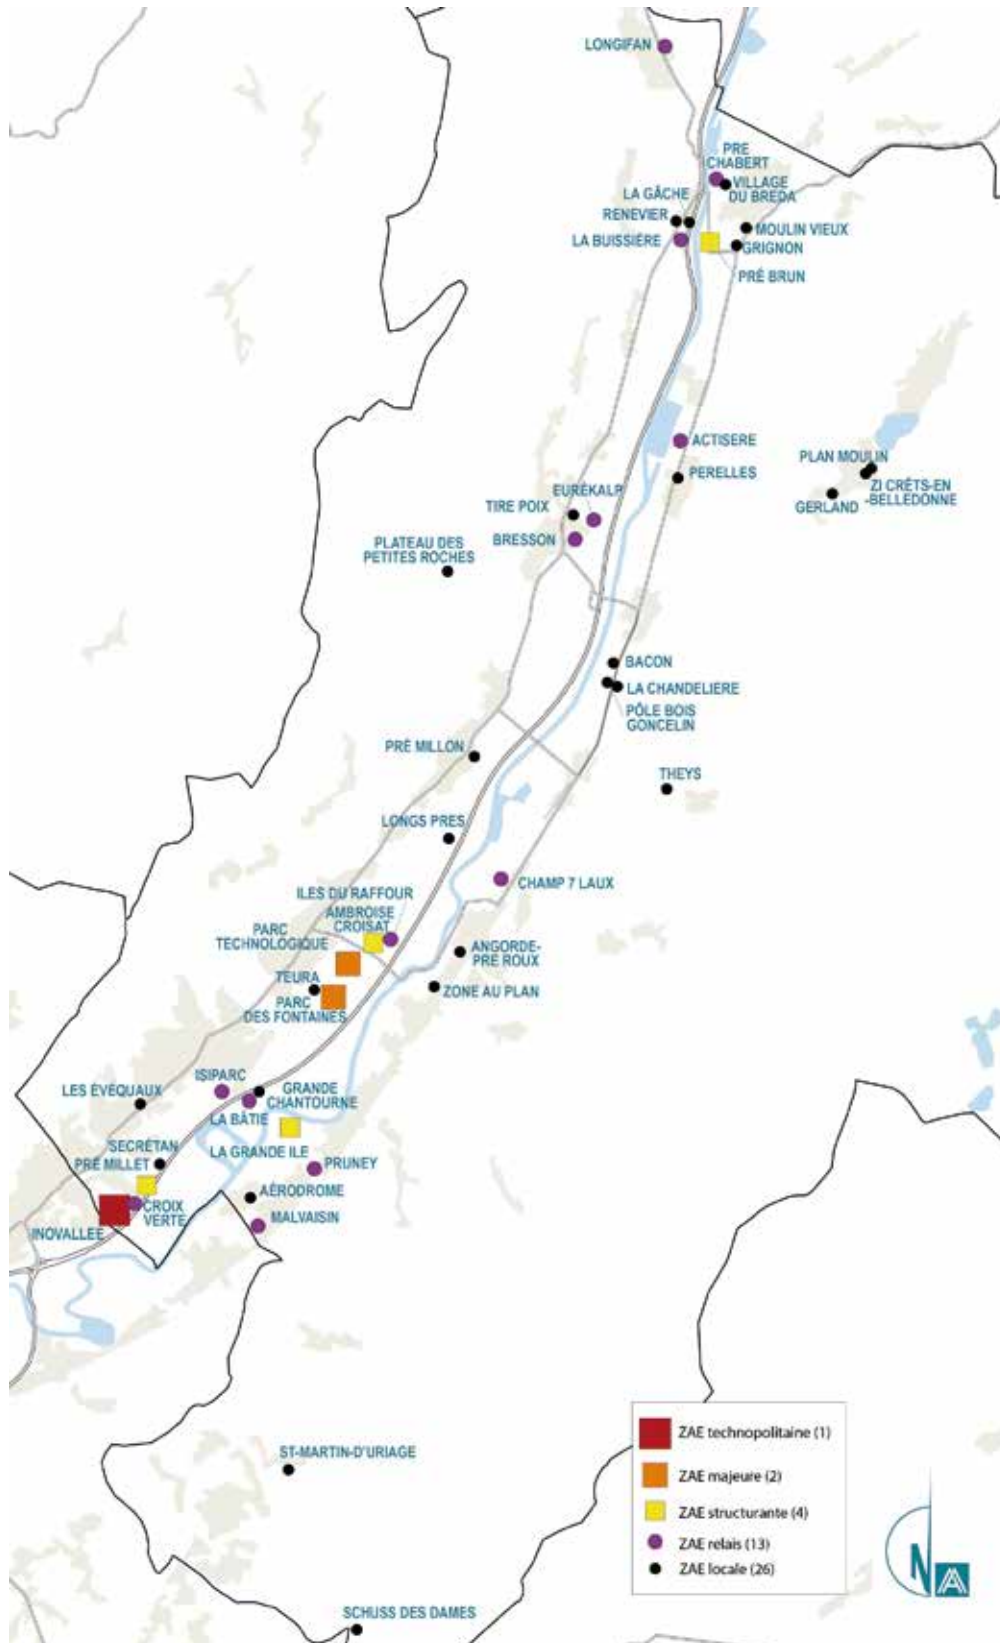 LONGIFAN
PRE
CHABERT
VILLAGE
DU BREDA
LA GÂCHE
RENEVIER
MOULIN VIEUX
LA BUISSIÈRE
GRIGNON
PRÉ BRUN
ACTISERE
PLAN MOULIN
PERELLES
ZI CRÊTS-EN
-BELLEDONNE
GERLAND
EURÉKALP
TIRE POIX
BRESSON
PLATEAU DES
PETITES ROCHES
BACON
LA CHANDELIÈRE
PÔLE BOIS
GONCELIN
PRÉ MILLON
THEYS
LONGS PRES
CHAMP 7 LAUX
ILES DU RAFFOUR
AMBROISE
CROISAT
PARC
TECHNOLOGIQUE
ANGORDE-
PRÉ ROUX
TEURA
ZONE AU PLAN
PARC
DES FONTAINES
ISIPARC
LES ÉVÉQUAUX
GRANDE
CHANTOURNE
LA BÂTIE
SECRÉTAN
LA GRANDE ILE
PRÉ MILLET
PRUNEY
AÉRODROME
CROIX
VERTE
MALVAISIN
INOVALLÉE
ST-MARTIN-D'URIAGE
SCHUSS DES DAMES
ZAE technopolitaine (1)
ZAE majeure (2)
ZAE structurante (4)
ZAE relais (13)
ZAE locale (26)
N